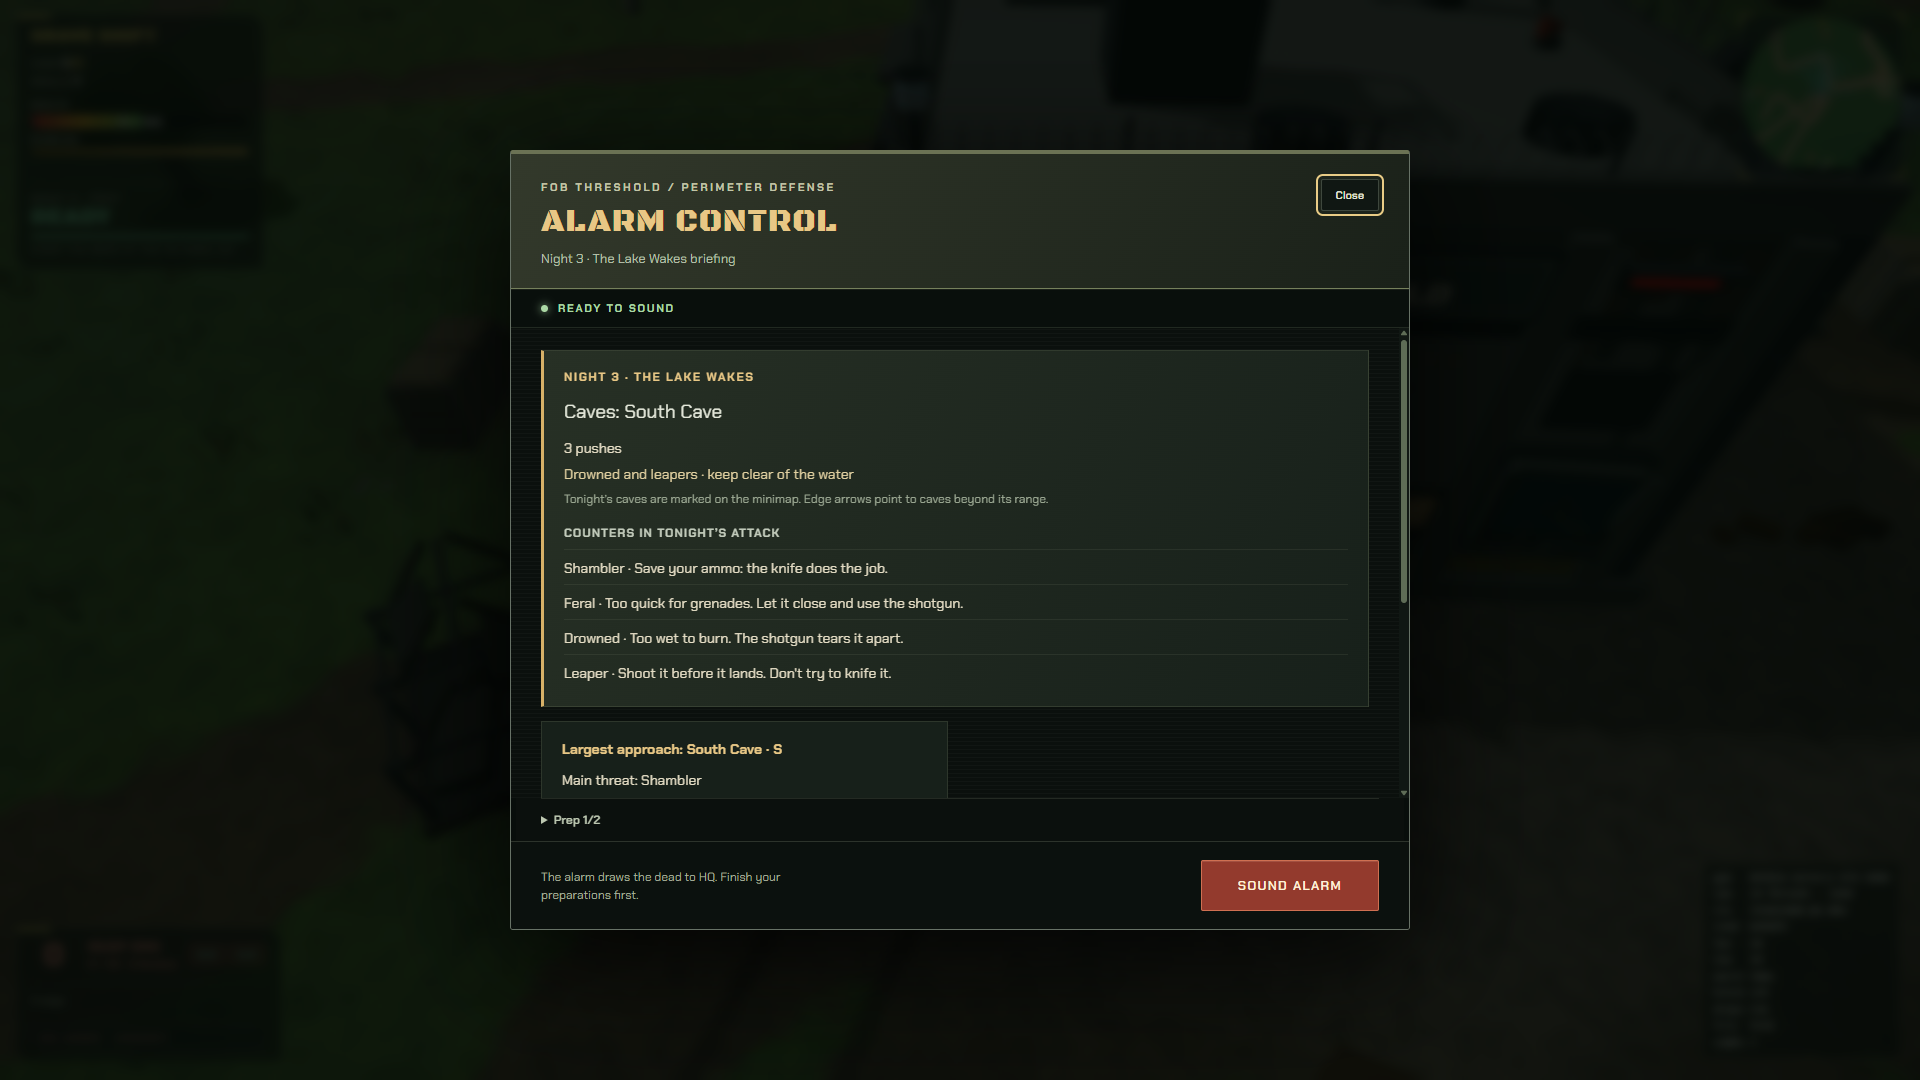 FOB THRESHOLD / PERIMETER DEFENSE
ALARM CONTROL
Night 3 · The Lake Wakes briefing
Close
READY TO SOUND
NIGHT 3 · THE LAKE WAKES
Caves: South Cave
3 pushes
Drowned and leapers · keep clear of the water
Tonight's caves are marked on the minimap. Edge arrows point to caves beyond its range.
COUNTERS IN TONIGHT'S ATTACK
Shambler · Save your ammo: the knife does the job.
Feral · Too quick for grenades. Let it close and use the shotgun.
Drowned · Too wet to burn. The shotgun tears it apart.
Leaper · Shoot it before it lands. Don't try to knife it.
Largest approach: South Cave · S
Main threat: Shambler
Prep 1/2
The alarm draws the dead to HQ. Finish your
preparations first.
SOUND ALARM